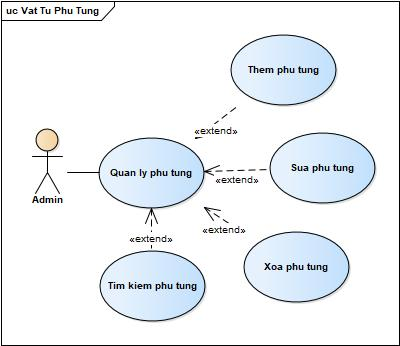 uc Vat Tu Phu Tung
Them phu tung
«extend»
Quan ly phu tung
Sua phu tung
«extend»
Admin
«extend»
«extend»
Xoa phu tung
Tim kiem phu tung